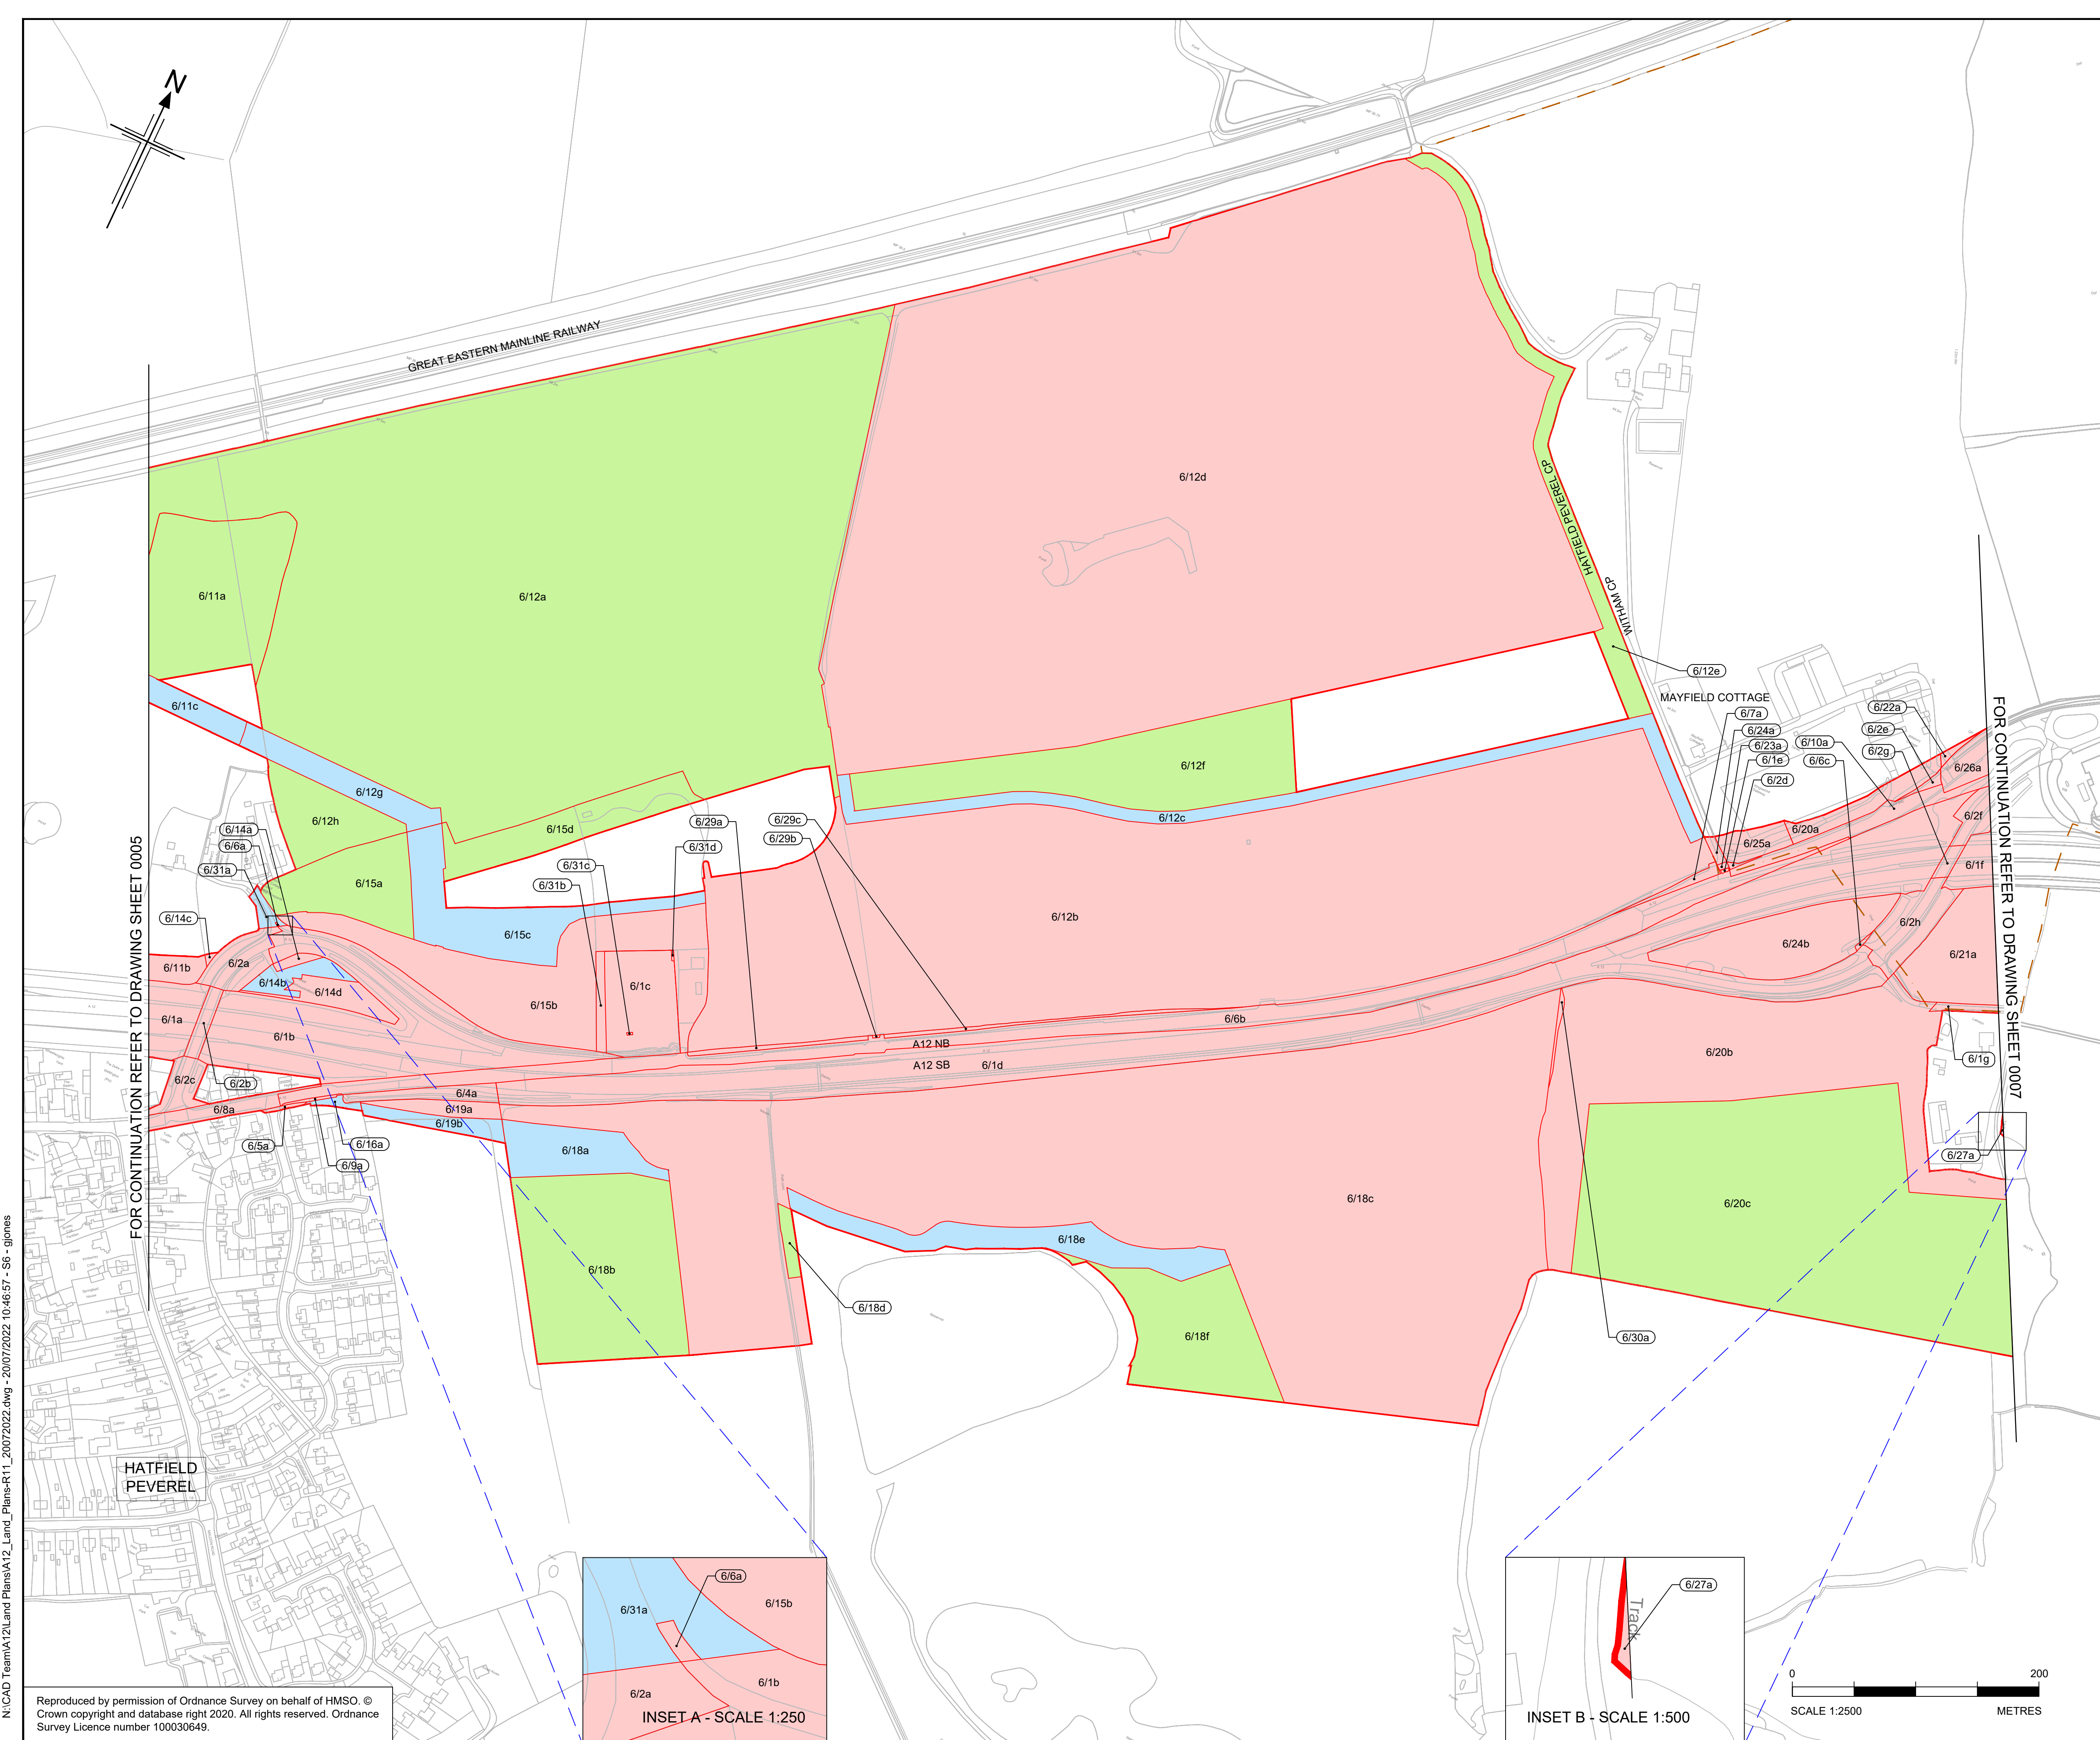 N
GREAT EASTERN MAINLINE RAILWAY
6/12d
HATFIELD PEVEREL CP
WITHAM CP
6/11a
6/12a
6/12e
MAYFIELD COTTAGE
6/11c
6/7a
6/22a
6/24a
6/2e
6/23a
6/10a
6/2g
6/1e
6/6c
6/26a
6/12f
6/2d
6/12g
6/12c
6/2f
6/12h
6/14a
6/15d
6/29a
6/29c
6/20a
6/6a
6/29b
6/25a
6/31d
6/31a
6/31c
6/1f
6/15a
6/31b
6/14c
6/12b
6/2h
6/15c
6/24b
6/21a
6/11b
6/2a
6/14b
6/14d
6/1c
6/15b
6/1a
6/6b
6/1b
A12 NB
6/20b
A12 SB
6/1d
6/1g
6/2c
6/2b
6/4a
6/8a
6/19a
6/19b
6/5a
6/16a
6/18a
6/9a
6/27a
6/18c
6/20c
6/18e
6/18b
6/18d
6/18f
6/30a
FOR CONTINUATION REFER TO DRAWING SHEET 0005
FOR CONTINUATION REFER TO DRAWING SHEET 0007
HATFIELD
PEVEREL
6/6a
6/31a
6/15b
6/1b
6/2a
INSET A - SCALE 1:250
6/27a
Track
INSET B - SCALE 1:500
0
200
SCALE 1:2500
METRES
Reproduced by permission of Ordnance Survey on behalf of HMSO. ©
Crown copyright and database right 2020. All rights reserved. Ordnance
Survey Licence number 100030649.
N:\CAD Team\A12\Land Plans\A12_Land_Plans-R11_20072022.dwg - 20/07/2022 10:46:57 - S6 - gjones